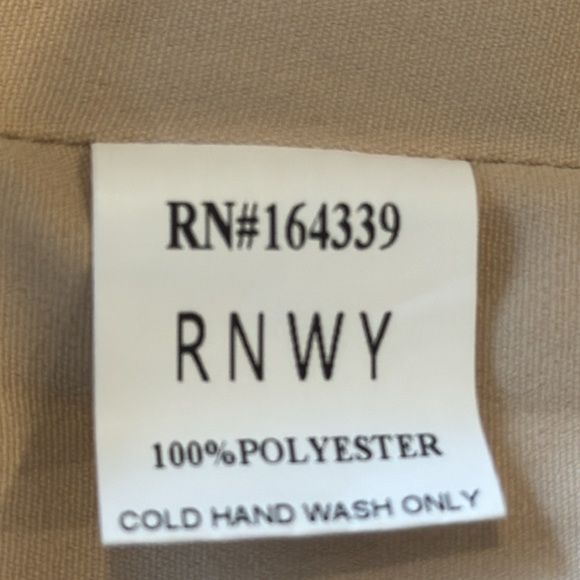 RN#164339
RNWY
100%POLYESTER
COLD HAND WASH ONLY